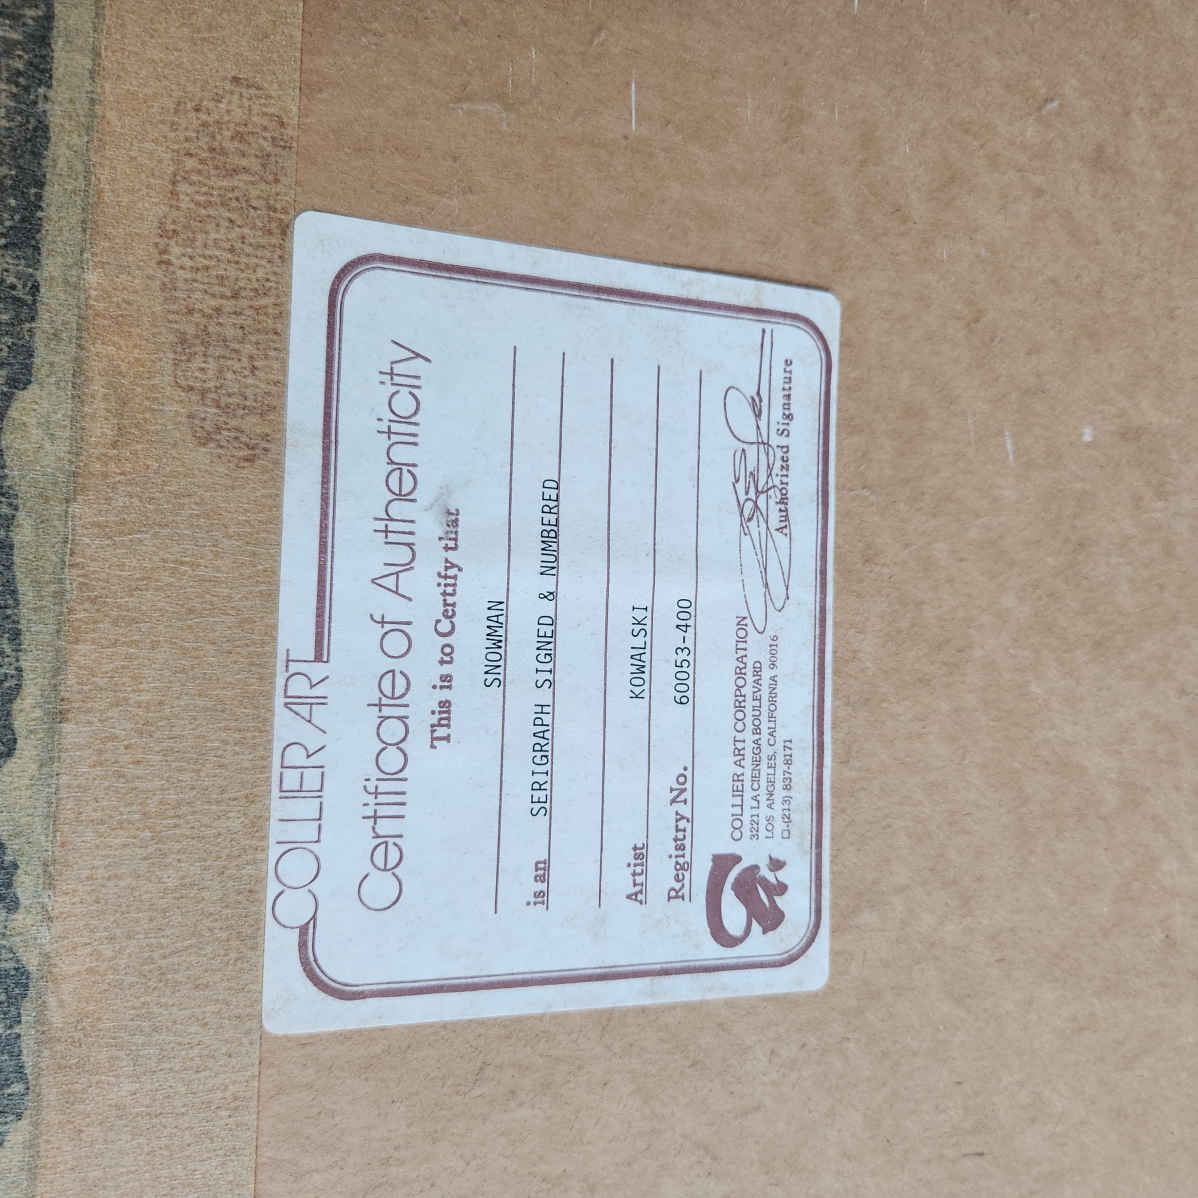 COLLIER ART
Certificate of Authenticity
This is to Certify that
SNOWMAN
is an SERIGRAPH SIGNED & NUMBERED
Artist KOWALSKI
Registry No. 60053-400
COLLIER ART CORPORATION
3221 LA CIENEGA BOULEVARD
LOS ANGELES, CALIFORNIA 90016
(213) 837-8171
Authorized Signature